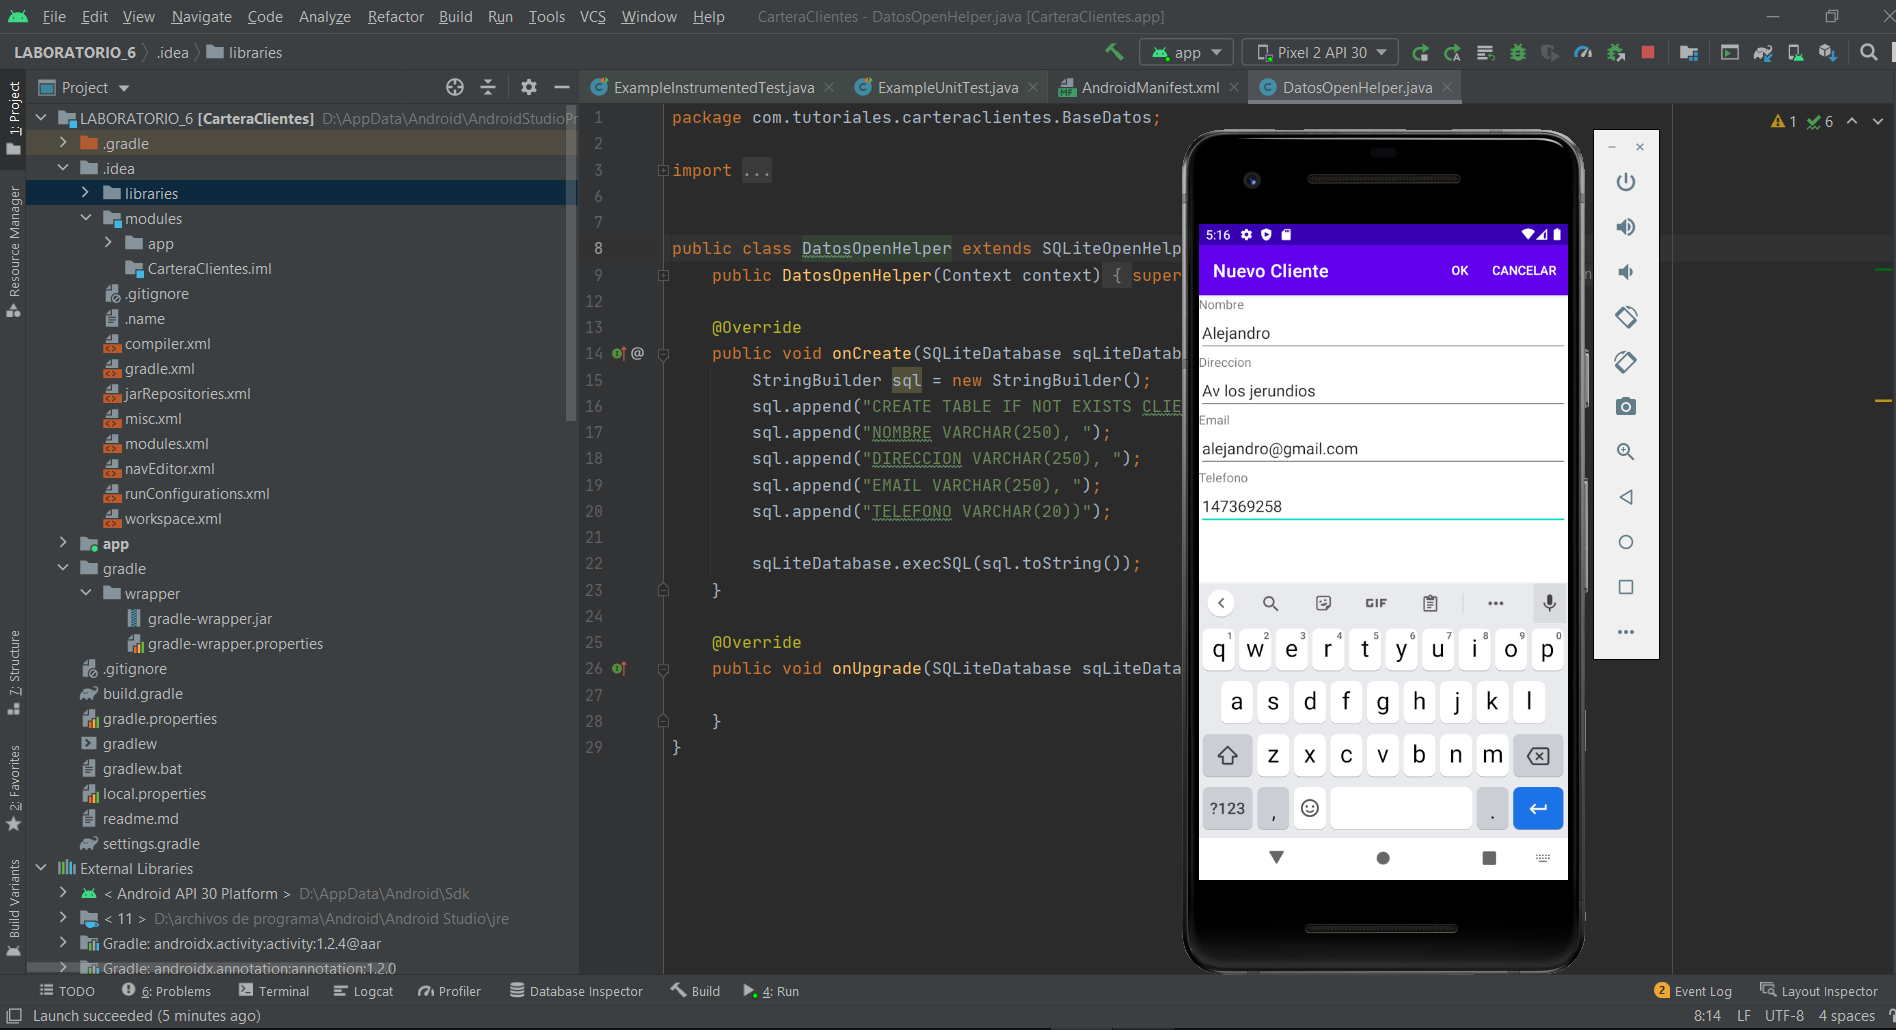 File Edit View Navigate Code Analyze Refactor Build Run Tools VCS Window Help CarteraClientes - DatosOpenHelper.java [CarteraClientes.app]
LABORATORIO_6 .idea libraries app Pixel 2 API 30
Project ExampleInstrumentedTest.java ExampleUnitTest.java AndroidManifest.xml DatosOpenHelper.java
1: Project
Resource Manager
7: Structure
2: Favorites
Build Variants
LABORATORIO_6 [CarteraClientes] D:\AppData\Android\AndroidStudioPr
.gradle
.idea
libraries
modules
app
CarteraClientes.iml
.gitignore
.name
compiler.xml
gradle.xml
jarRepositories.xml
misc.xml
modules.xml
navEditor.xml
runConfigurations.xml
workspace.xml
app
gradle
wrapper
gradle-wrapper.jar
gradle-wrapper.properties
.gitignore
build.gradle
gradle.properties
gradlew
gradlew.bat
local.properties
readme.md
settings.gradle
External Libraries
< Android API 30 Platform > D:\AppData\Android\Sdk
< 11 > D:\archivos de programa\Android\Android Studio\jre
Gradle: androidx.activity:activity:1.2.4@aar
Gradle: androidx.annotation:annotation:1.2.0
1 package com.tutoriales.carteraclientes.BaseDatos;
2
3 import ...
6
7
8 public class DatosOpenHelper extends SQLiteOpenHelp
9 public DatosOpenHelper(Context context) { super
12
13 @Override
14 @ public void onCreate(SQLiteDatabase sqLiteDatab
15 StringBuilder sql = new StringBuilder();
16 sql.append("CREATE TABLE IF NOT EXISTS CLIE
17 sql.append("NOMBRE VARCHAR(250), ");
18 sql.append("DIRECCION VARCHAR(250), ");
19 sql.append("EMAIL VARCHAR(250), ");
20 sql.append("TELEFONO VARCHAR(20))");
21
22 sqLiteDatabase.execSQL(sql.toString());
23 }
24
25 @Override
26 public void onUpgrade(SQLiteDatabase sqLiteData
27
28 }
29 }
1 6
5:16
Nuevo Cliente OK CANCELAR
Nombre
Alejandro
Direccion
Av los jerundios
Email
alejandro@gmail.com
Telefono
147369258
GIF
q1 w2 e3 r4 t5 y6 u7 i8 o9 p0
a s d f g h j k l
z x c v b n m
?123 , .
TODO 6: Problems Terminal Logcat Profiler Database Inspector Build 4: Run 2 Event Log Layout Inspector
Launch succeeded (5 minutes ago) 8:14 LF UTF-8 4 spaces